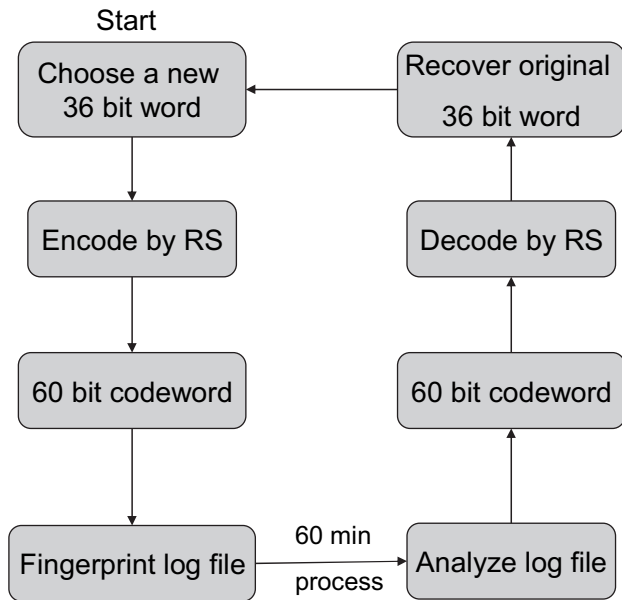 Start
Choose a new
36 bit word
Encode by RS
60 bit codeword
Fingerprint log file
60 min
process
Analyze log file
60 bit codeword
Decode by RS
Recover original
36 bit word